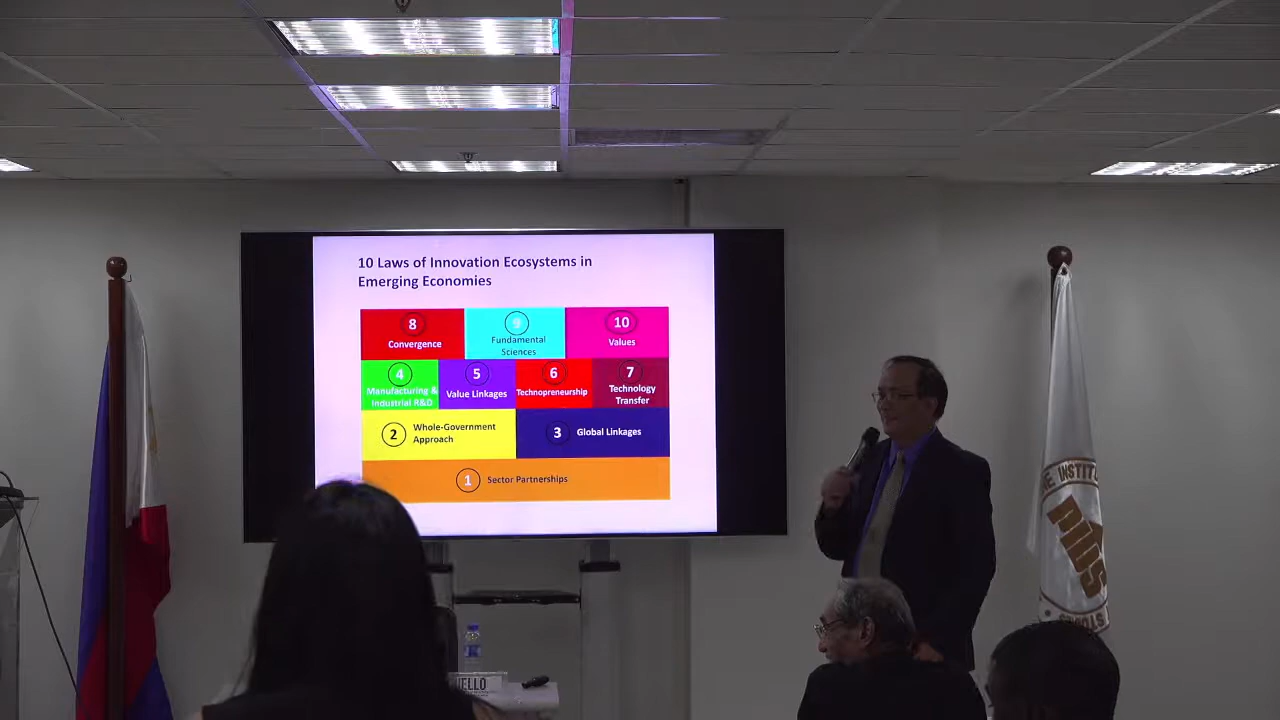 10 Laws of Innovation Ecosystems in
Emerging Economies
8
Convergence
9
Fundamental
Sciences
10
Values
4
Manufacturing &
Industrial R&D
5
Value Linkages
6
Technopreneurship
7
Technology
Transfer
2
Whole-Government
Approach
3
Global Linkages
1
Sector Partnerships